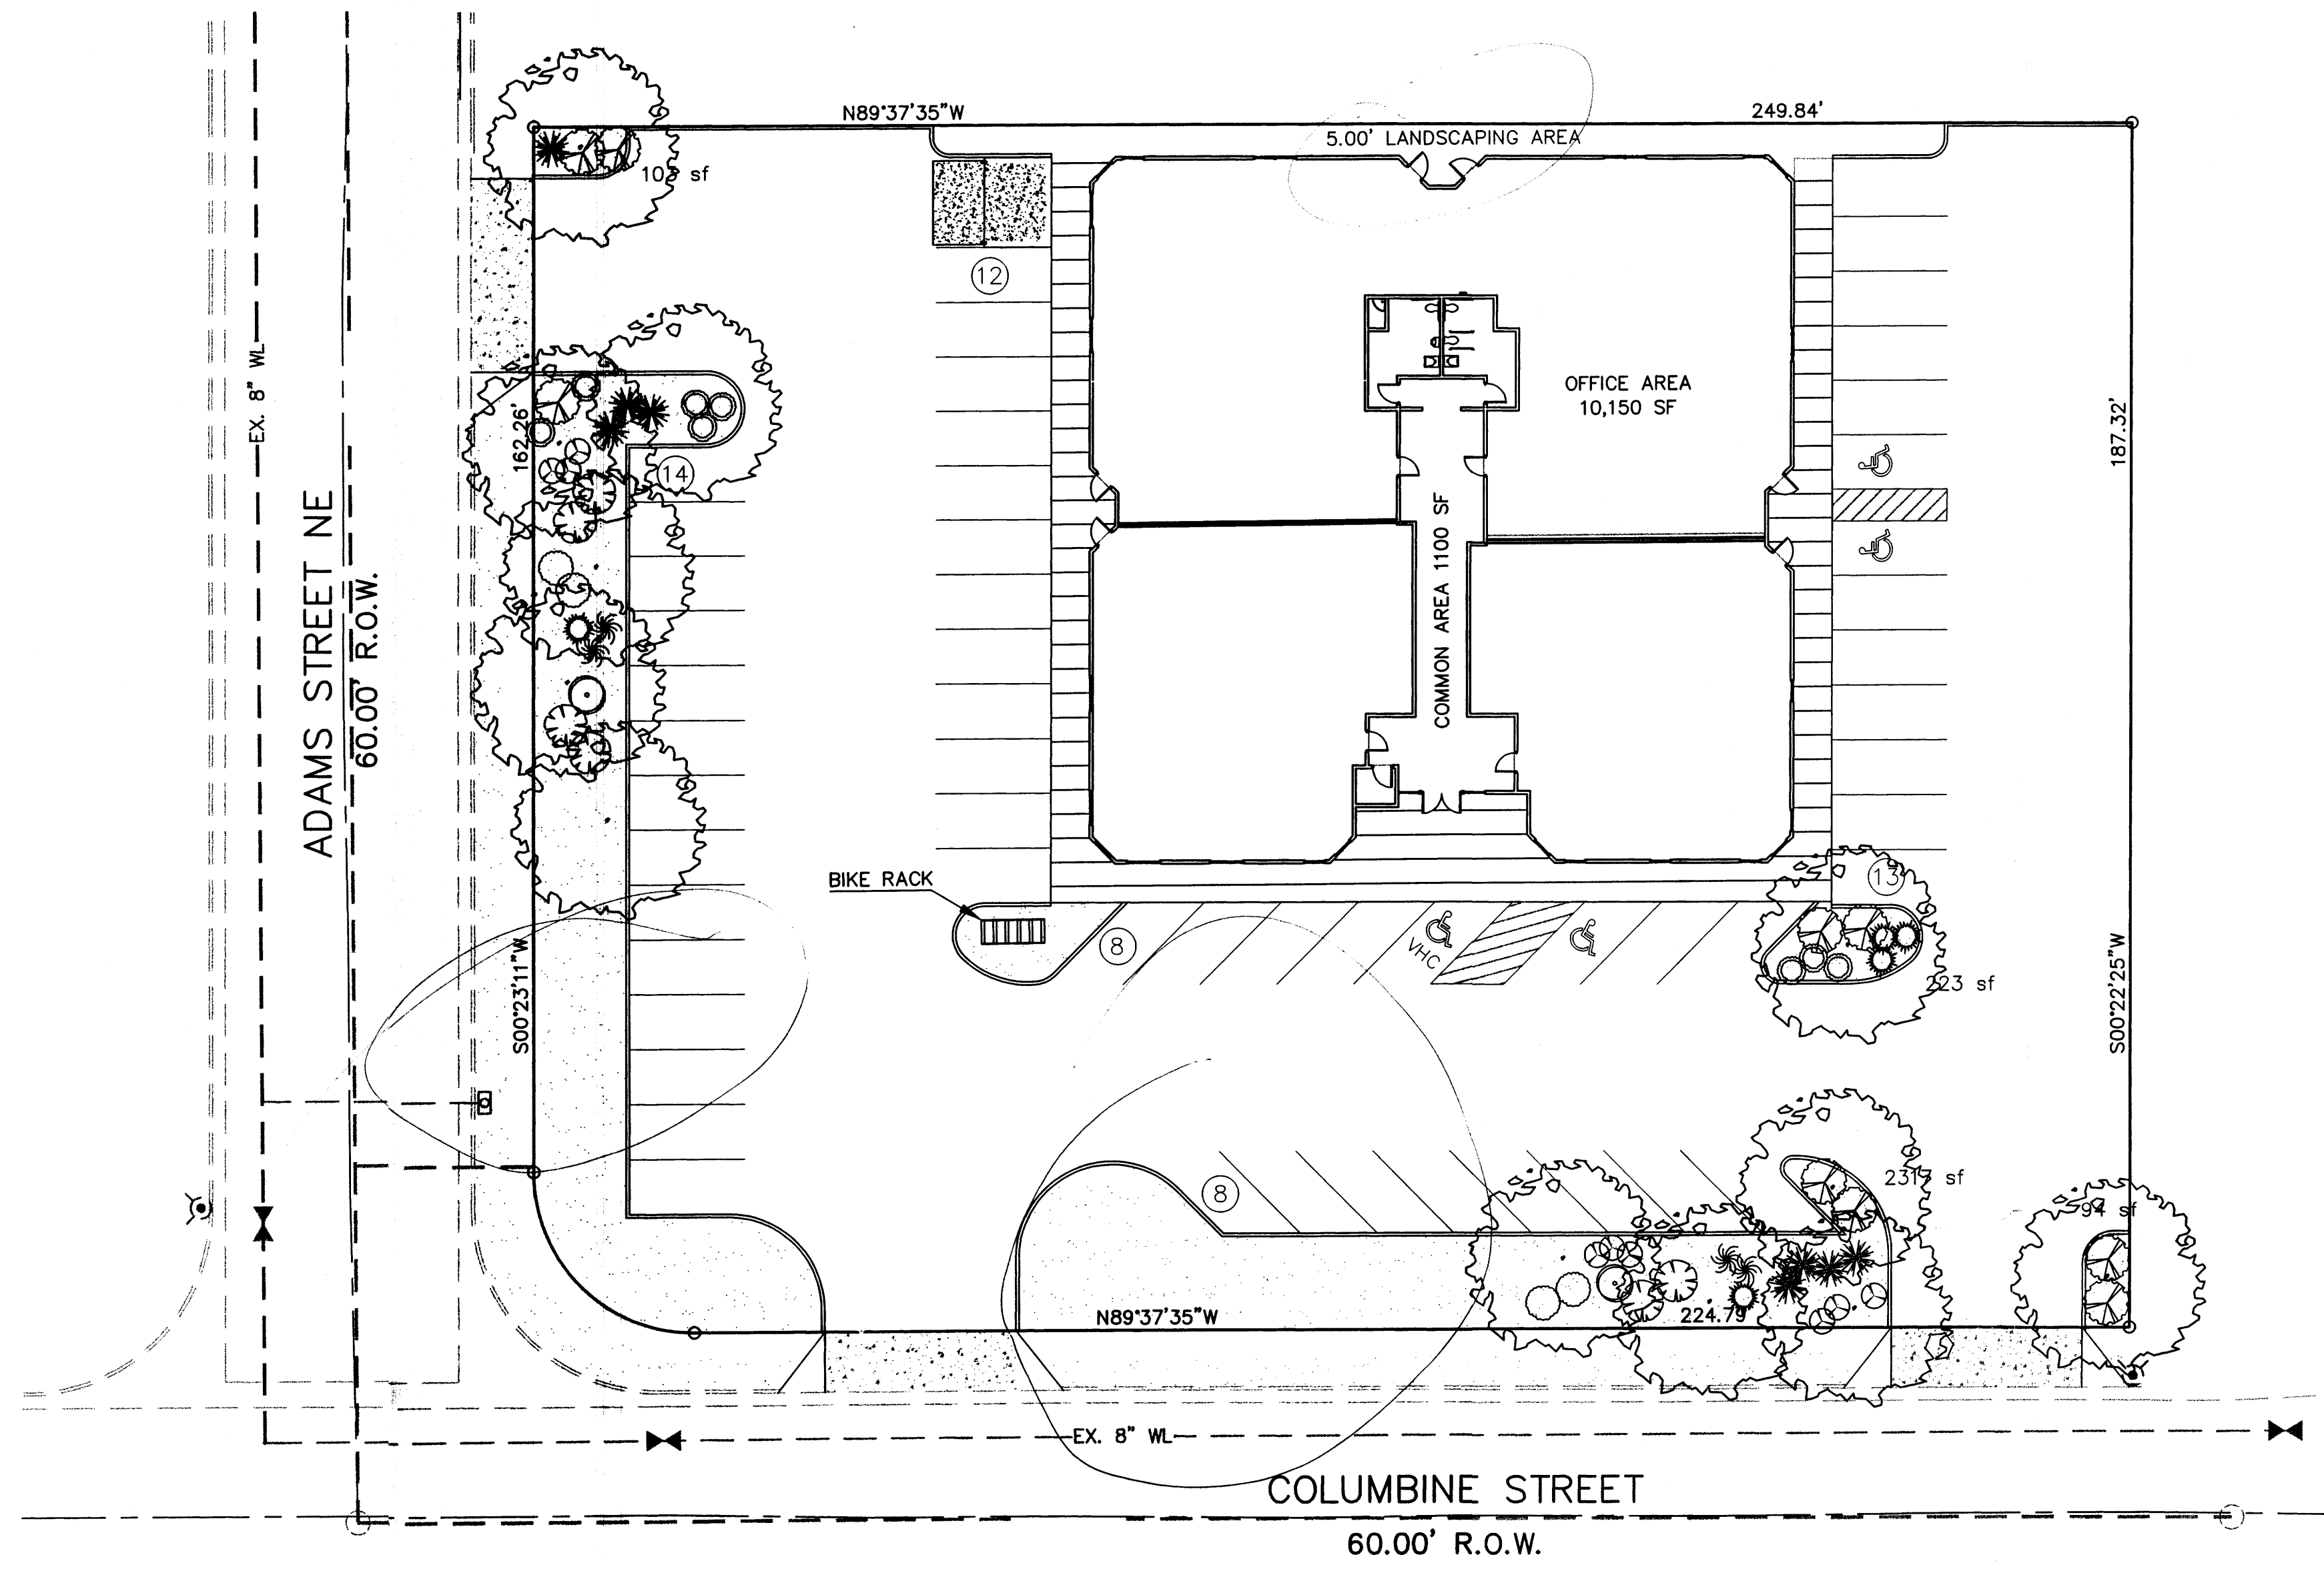 N89°37'35"W
249.84'
5.00' LANDSCAPING AREA
sf
12
EX. 8" WL
OFFICE AREA
10,150 SF
162.26'
187.32'
14
ADAMS STREET NE
60.00' R.O.W.
COMMON AREA 1100 SF
BIKE RACK
13
8
VHC
S00°23'11"W
223 sf
S00°22'25"W
8
sf
94 sf
N89°37'35"W
224.79'
EX. 8" WL
COLUMBINE STREET
60.00' R.O.W.